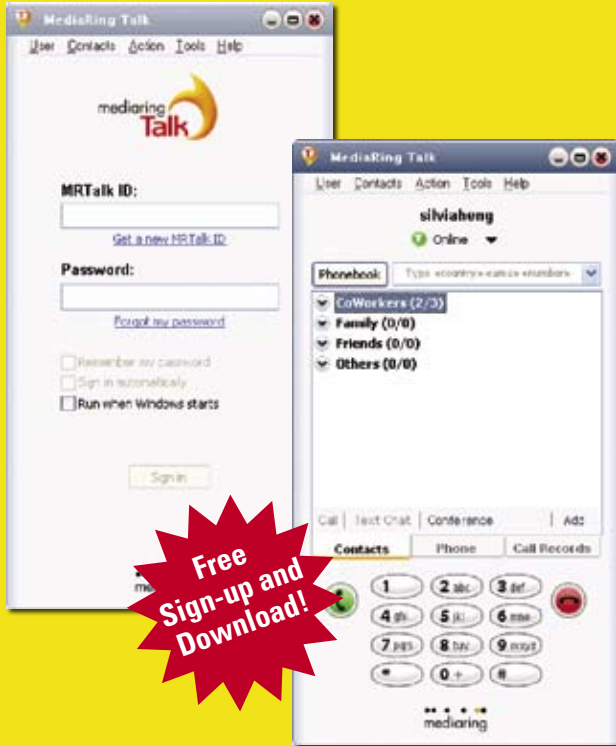 MediaRing Talk
User Contacts Action Tools Help
mediaring
Talk
MRTalk ID:
Get a new MRTalk ID
Password:
Forgot my password
Remember my password
Sign in automatically
Run when Windows starts
Sign in
Free
Sign-up and
Download!
MediaRing Talk
User Contacts Action Tools Help
silviaheng
Online
Phonebook
CoWorkers (2/3)
Family (0/0)
Friends (0/0)
Others (0/0)
Call Text Chat Conference Add
Contacts Phone Call Records
1 2 abc 3 def
4 ghi 5 jkl 6 mno
7 pqrs 8 tuv 9 wxyz
* 0 + #
mediaring